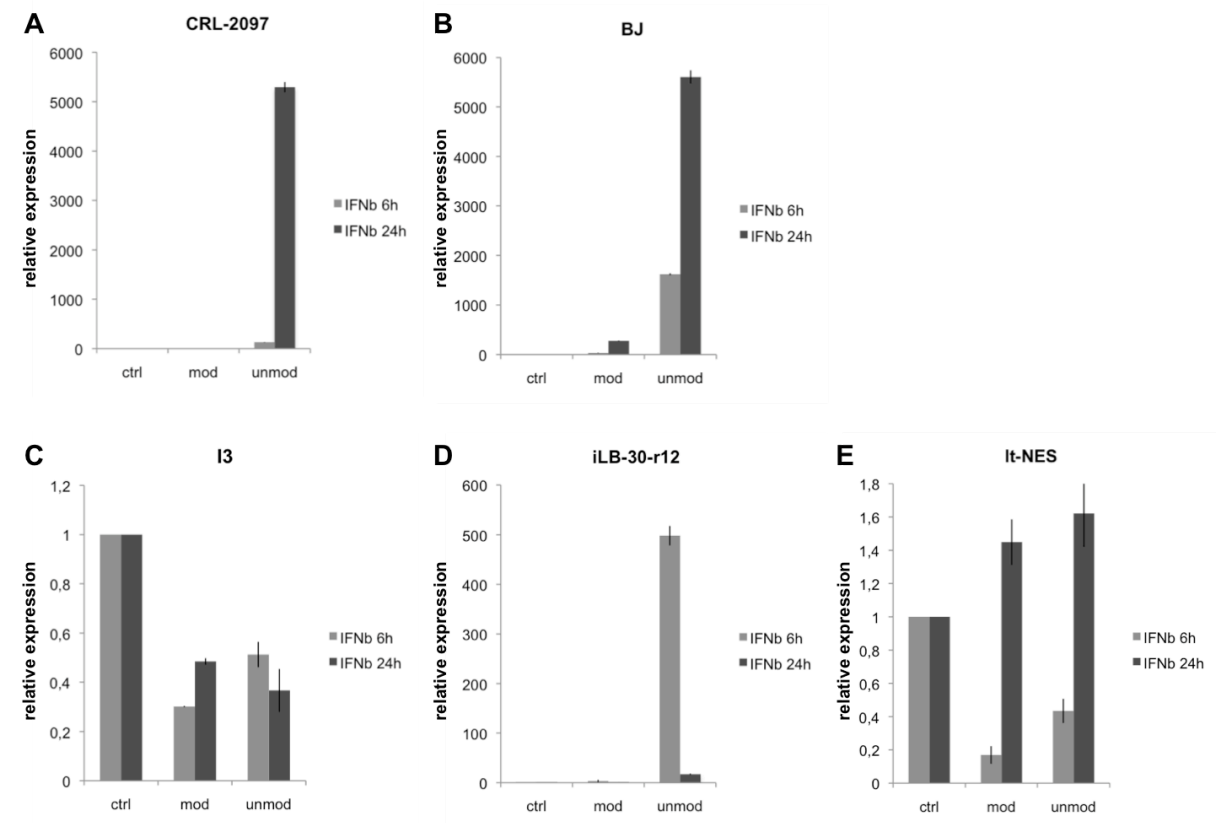 A
CRL-2097
6000
5000
4000
3000
2000
1000
0
relative expression
ctrl mod unmod
IFNb 6h
IFNb 24h
B
BJ
6000
5000
4000
3000
2000
1000
0
relative expression
ctrl mod unmod
IFNb 6h
IFNb 24h
C
I3
1,2
1
0,8
0,6
0,4
0,2
0
relative expression
ctrl mod unmod
IFNb 6h
IFNb 24h
D
iLB-30-r12
600
500
400
300
200
100
0
relative expression
ctrl mod unmod
IFNb 6h
IFNb 24h
E
lt-NES
1,8
1,6
1,4
1,2
1
0,8
0,6
0,4
0,2
0
relative expression
ctrl mod unmod
IFNb 6h
IFNb 24h